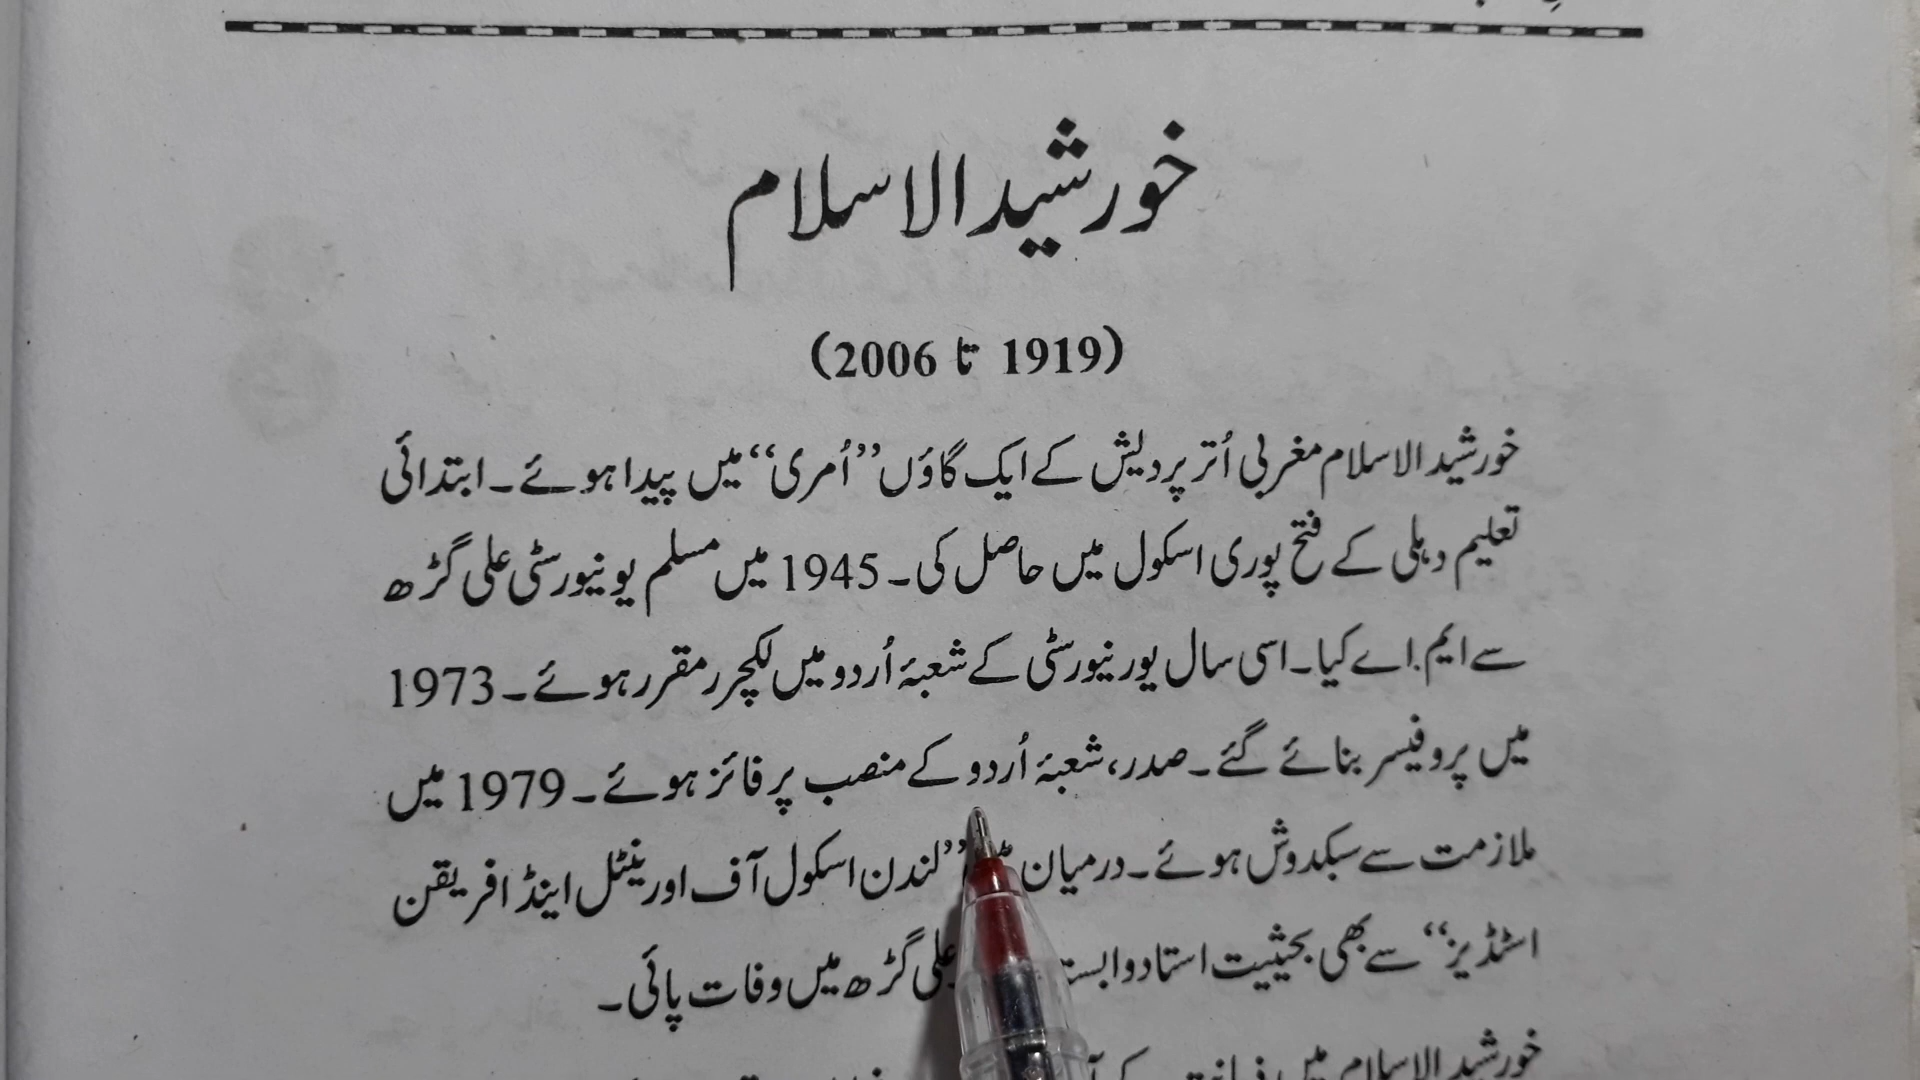 خورشیدالاسلام
(1919 تا 2006)
خورشیدالاسلام مغربی اُتر پردیش کے ایک گاؤں ”اُمری“ میں پیدا ہوئے۔ ابتدائی
تعلیم دہلی کے فتح پوری اسکول میں حاصل کی۔ 1945 میں مسلم یونیورسٹی علی گڑھ
سے ایم.اے کیا۔ اسی سال یورنیورسٹی کے شعبۂ اُردو میں لکچرر مقرر ہوئے۔ 1973
میں پروفیسر بنائے گئے۔ صدر، شعبۂ اُردو کے منصب پر فائز ہوئے۔ 1979 میں
ملازمت سے سبکدوش ہوئے۔ درمیان ”لندن اسکول آف اورینٹل اینڈ افریقن
اسٹڈیز“ سے بھی بحیثیت استاد علی گڑھ میں وفات پائی۔
خورشیدالاسلام میں